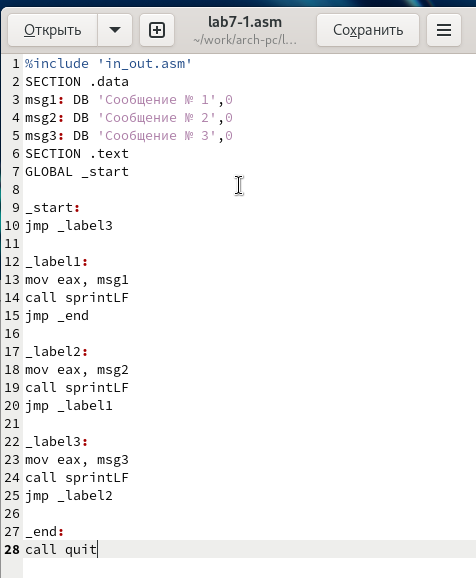 Открыть
lab7-1.asm
~/work/arch-pc/l...
Сохранить
1 %include 'in_out.asm'
2 SECTION .data
3 msg1: DB 'Сообщение № 1',0
4 msg2: DB 'Сообщение № 2',0
5 msg3: DB 'Сообщение № 3',0
6 SECTION .text
7 GLOBAL _start
8
9 _start:
10 jmp _label3
11
12 _label1:
13 mov eax, msg1
14 call sprintLF
15 jmp _end
16
17 _label2:
18 mov eax, msg2
19 call sprintLF
20 jmp _label1
21
22 _label3:
23 mov eax, msg3
24 call sprintLF
25 jmp _label2
26
27 _end:
28 call quit